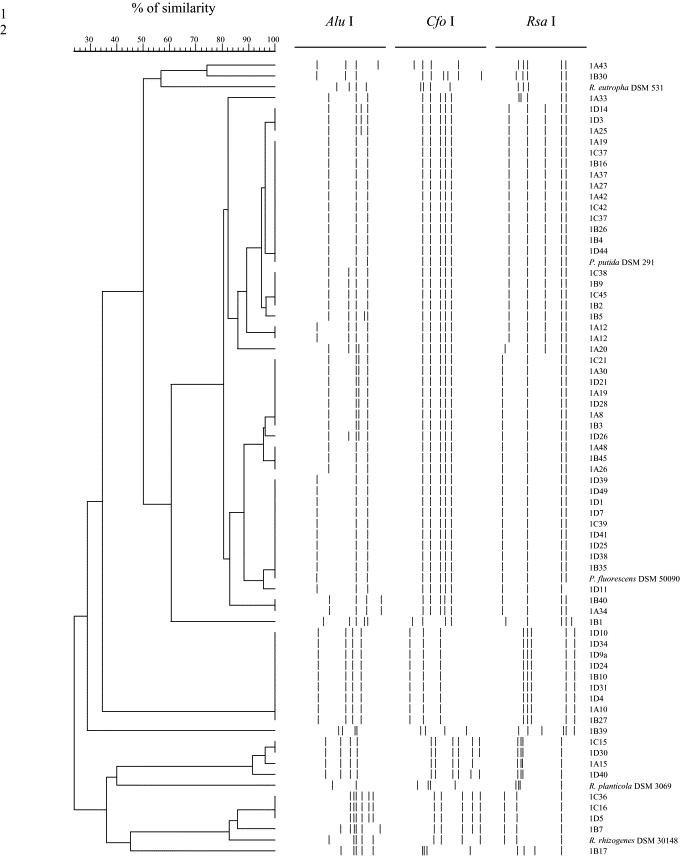 1
2
% of similarity
Alu I Cfo I Rsa I
30 40 50 60 70 80 90 100
1A43
1B30
R. eutropha DSM 531
1A33
1D14
1D3
1A25
1A19
1C37
1B16
1A37
1A27
1A42
1C42
1C37
1B26
1B4
1D44
P. putida DSM 291
1C38
1B9
1C45
1B2
1B5
1A12
1A12
1A20
1C21
1A30
1D21
1A19
1D28
1A8
1B3
1D26
1A48
1B45
1A26
1D39
1D49
1D1
1D7
1C39
1D41
1D25
1D38
1B35
P. fluorescens DSM 50090
1D11
1B40
1A34
1B1
1D10
1D34
1D9a
1D24
1B10
1D31
1D4
1A10
1B27
1B39
1C15
1D30
1A15
1D40
R. planticola DSM 3069
1C36
1C16
1D5
1B7
R. rhizogenes DSM 30148
1B17